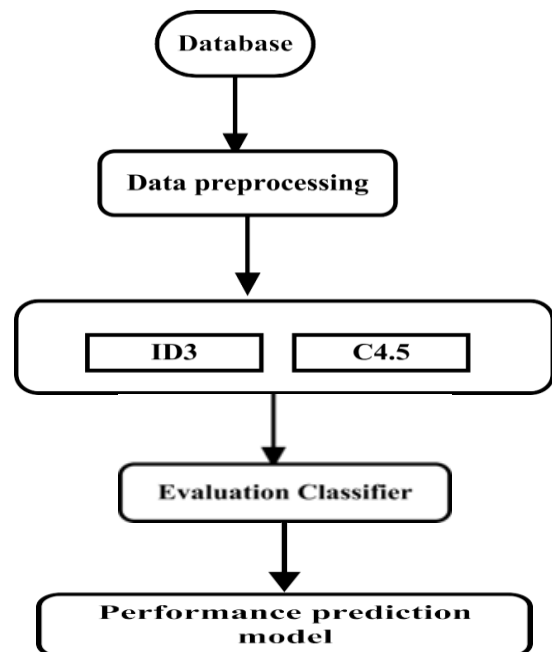 Database
Data preprocessing
ID3 C4.5
Evaluation Classifier
Performance prediction
model